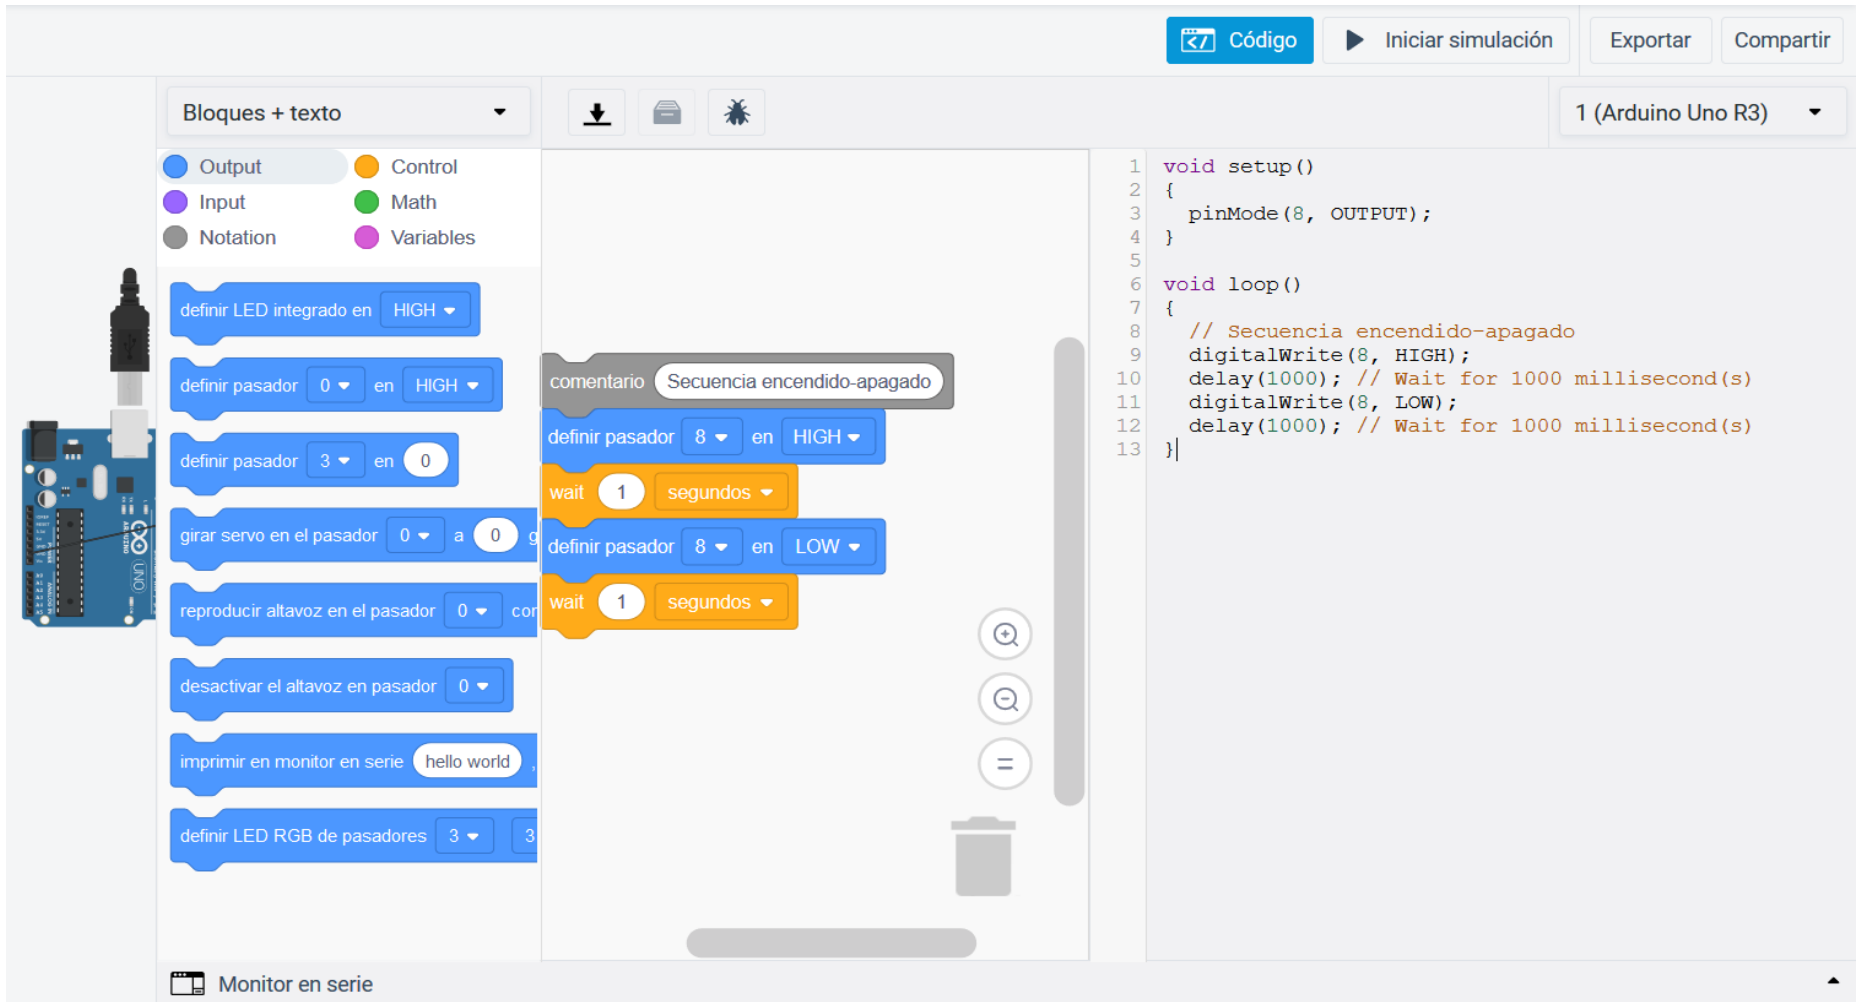 Código
Iniciar simulación
Exportar
Compartir
Bloques + texto
1 (Arduino Uno R3)
Output
Control
Input
Math
Notation
Variables
definir LED integrado en HIGH
definir pasador 0 en HIGH
definir pasador 3 en 0
girar servo en el pasador 0 a 0 g
reproducir altavoz en el pasador 0 cor
desactivar el altavoz en pasador 0
imprimir en monitor en serie hello world ,
definir LED RGB de pasadores 3 3
comentario Secuencia encendido-apagado
definir pasador 8 en HIGH
wait 1 segundos
definir pasador 8 en LOW
wait 1 segundos
1 void setup()
2 {
3 pinMode(8, OUTPUT);
4 }
5
6 void loop()
7 {
8 // Secuencia encendido-apagado
9 digitalWrite(8, HIGH);
10 delay(1000); // Wait for 1000 millisecond(s)
11 digitalWrite(8, LOW);
12 delay(1000); // Wait for 1000 millisecond(s)
13 }
ARDUINO
UNO
Monitor en serie